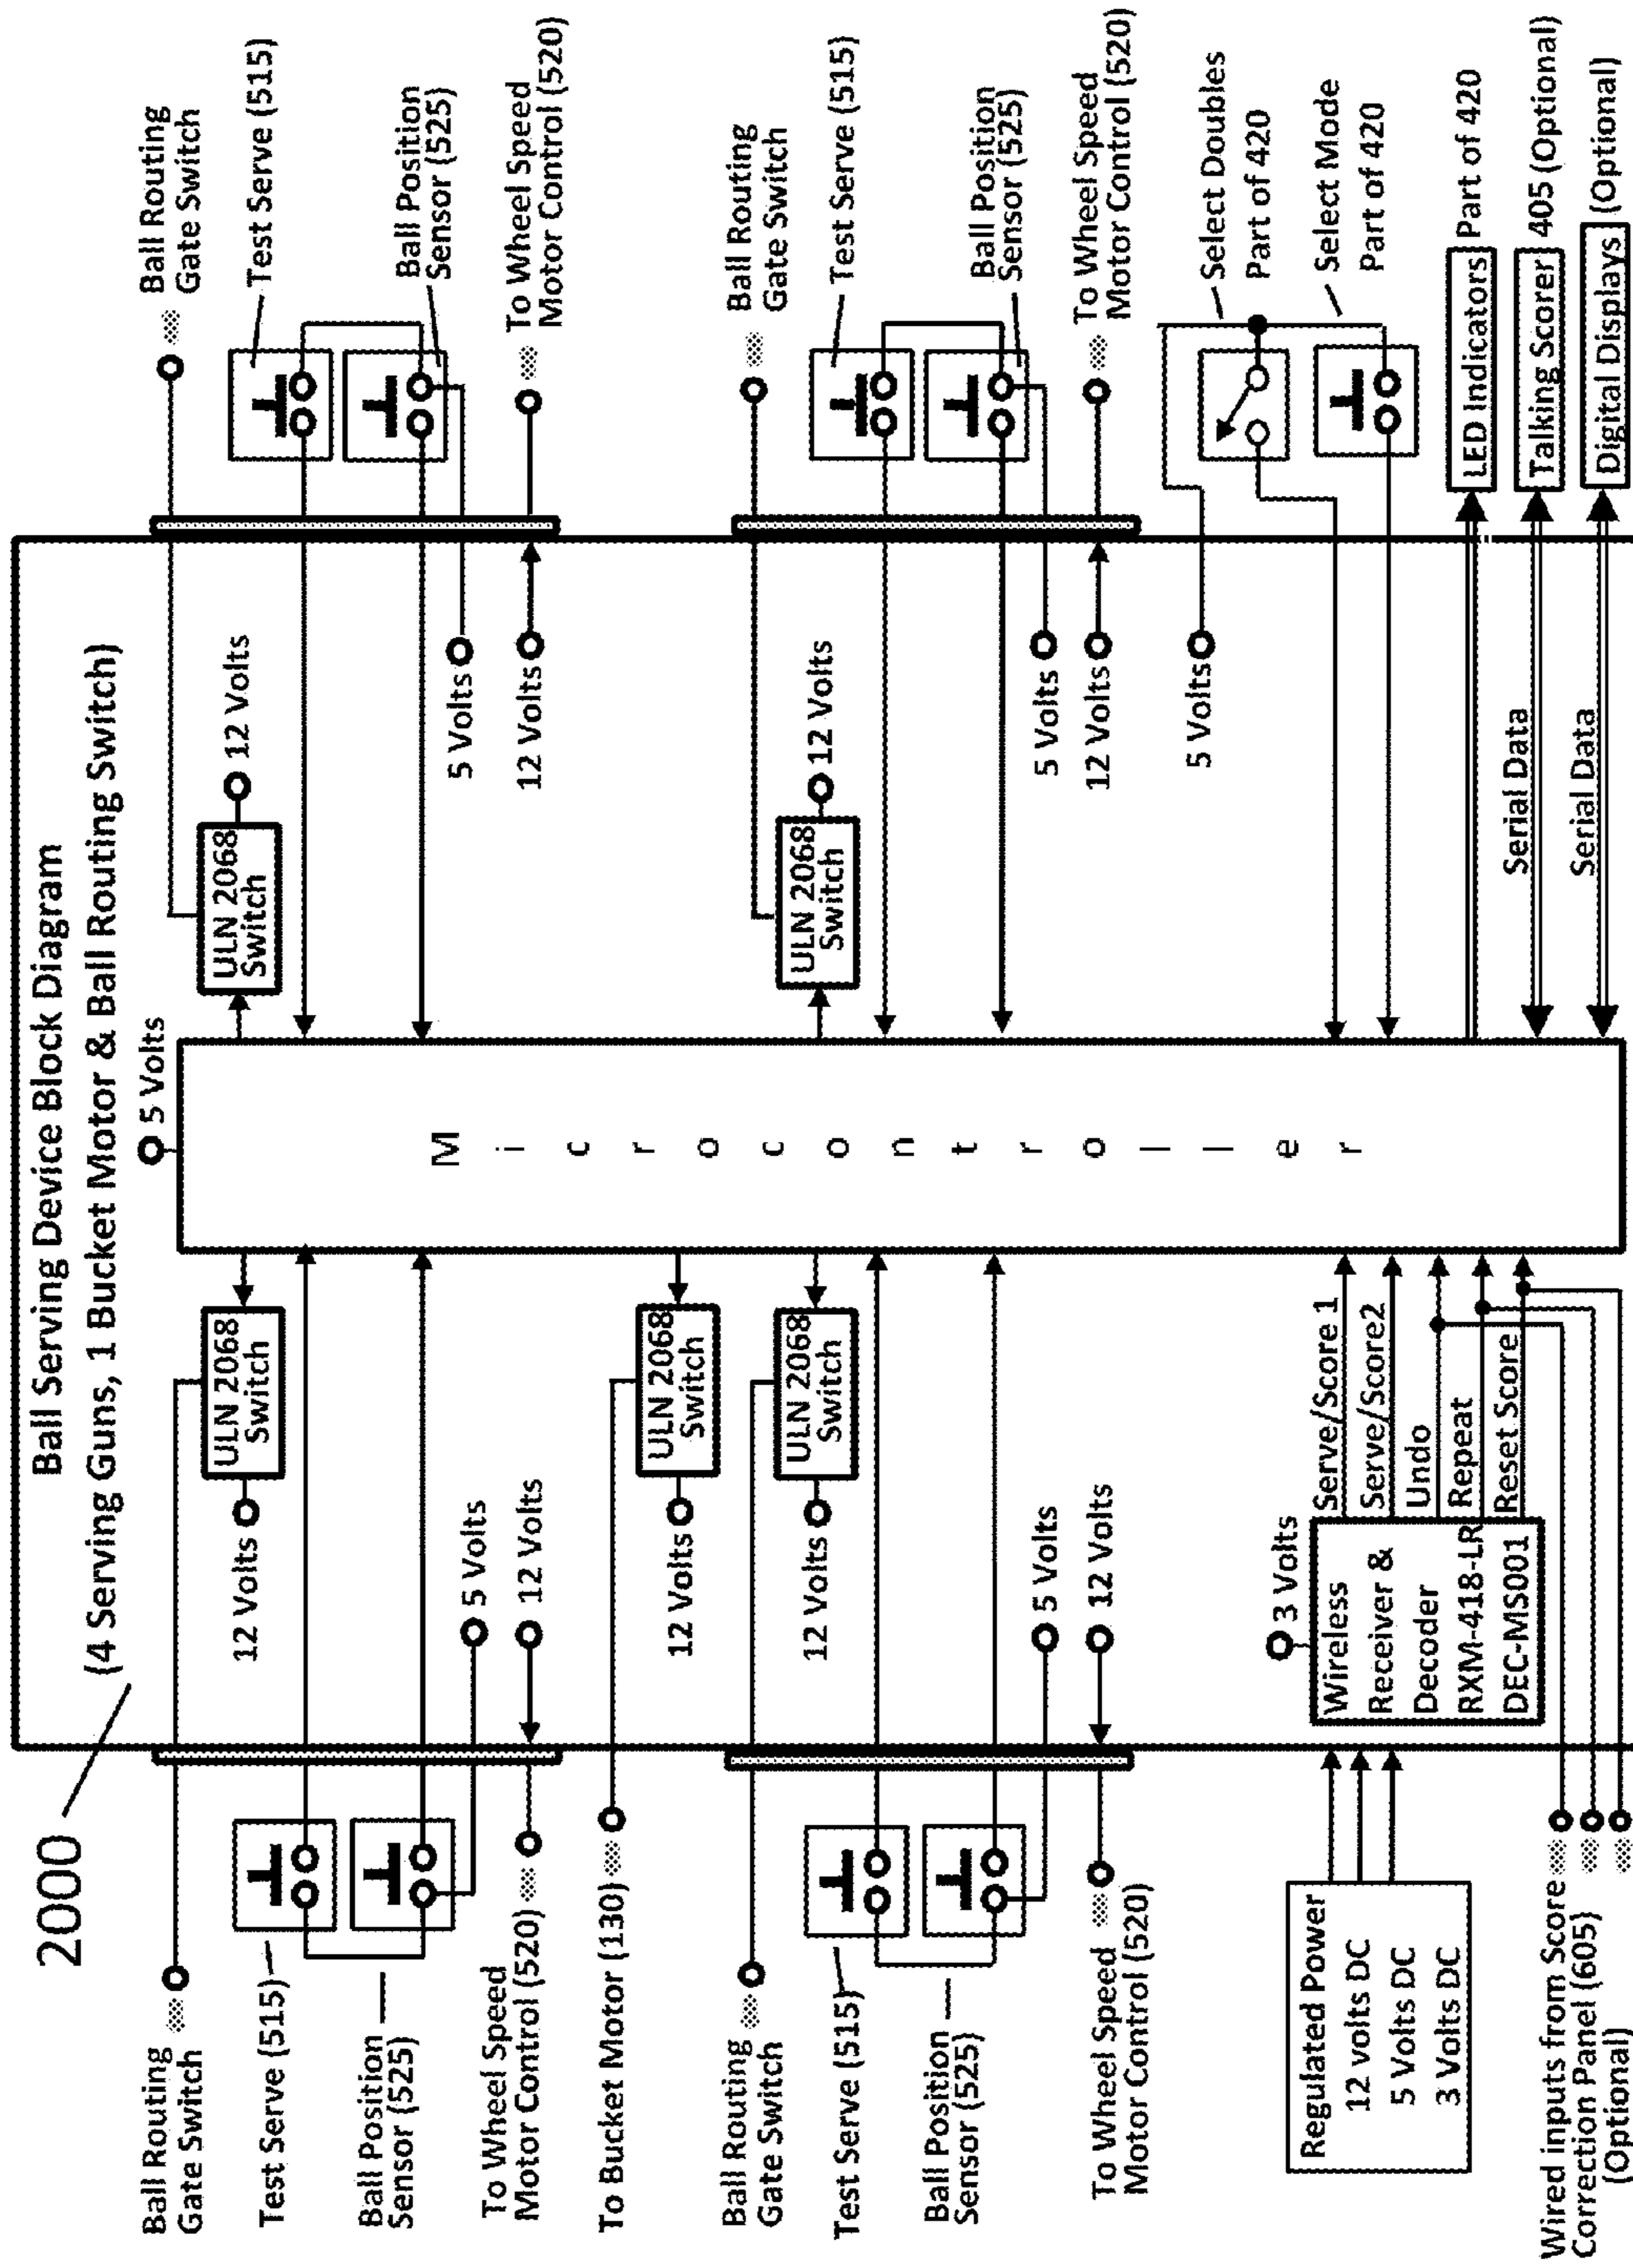 2000
Ball Serving Device Block Diagram
(4 Serving Guns, 1 Bucket Motor & Ball Routing Switch)
5 Volts
Microcontroller
Ball Routing
Gate Switch
Test Serve (515)
Ball Position
Sensor (525)
To Wheel Speed
Motor Control (520)
To Bucket Motor (130)
Ball Routing
Gate Switch
Test Serve (515)
Ball Position
Sensor (525)
To Wheel Speed
Motor Control (520)
Regulated Power
12 volts DC
5 Volts DC
3 Volts DC
Wired inputs from Score
Correction Panel (605)
(Optional)
ULN 2068
Switch
12 Volts
5 Volts
12 Volts
ULN 2068
Switch
12 Volts
ULN 2068
Switch
12 Volts
5 Volts
12 Volts
3 Volts
Wireless
Receiver &
Decoder
RXM-418-LR
DEC-MS001
Serve/Score 1
Serve/Score2
Undo
Repeat
Reset Score
ULN 2068
Switch
12 Volts
5 Volts
12 Volts
ULN 2068
Switch
12 Volts
5 Volts
12 Volts
5 Volts
Serial Data
Serial Data
Ball Routing
Gate Switch
Test Serve (515)
Ball Position
Sensor (525)
To Wheel Speed
Motor Control (520)
Ball Routing
Gate Switch
Test Serve (515)
Ball Position
Sensor (525)
To Wheel Speed
Motor Control (520)
Select Doubles
Part of 420
Select Mode
Part of 420
LED Indicators Part of 420
Talking Scorer 405 (Optional)
Digital Displays (Optional)